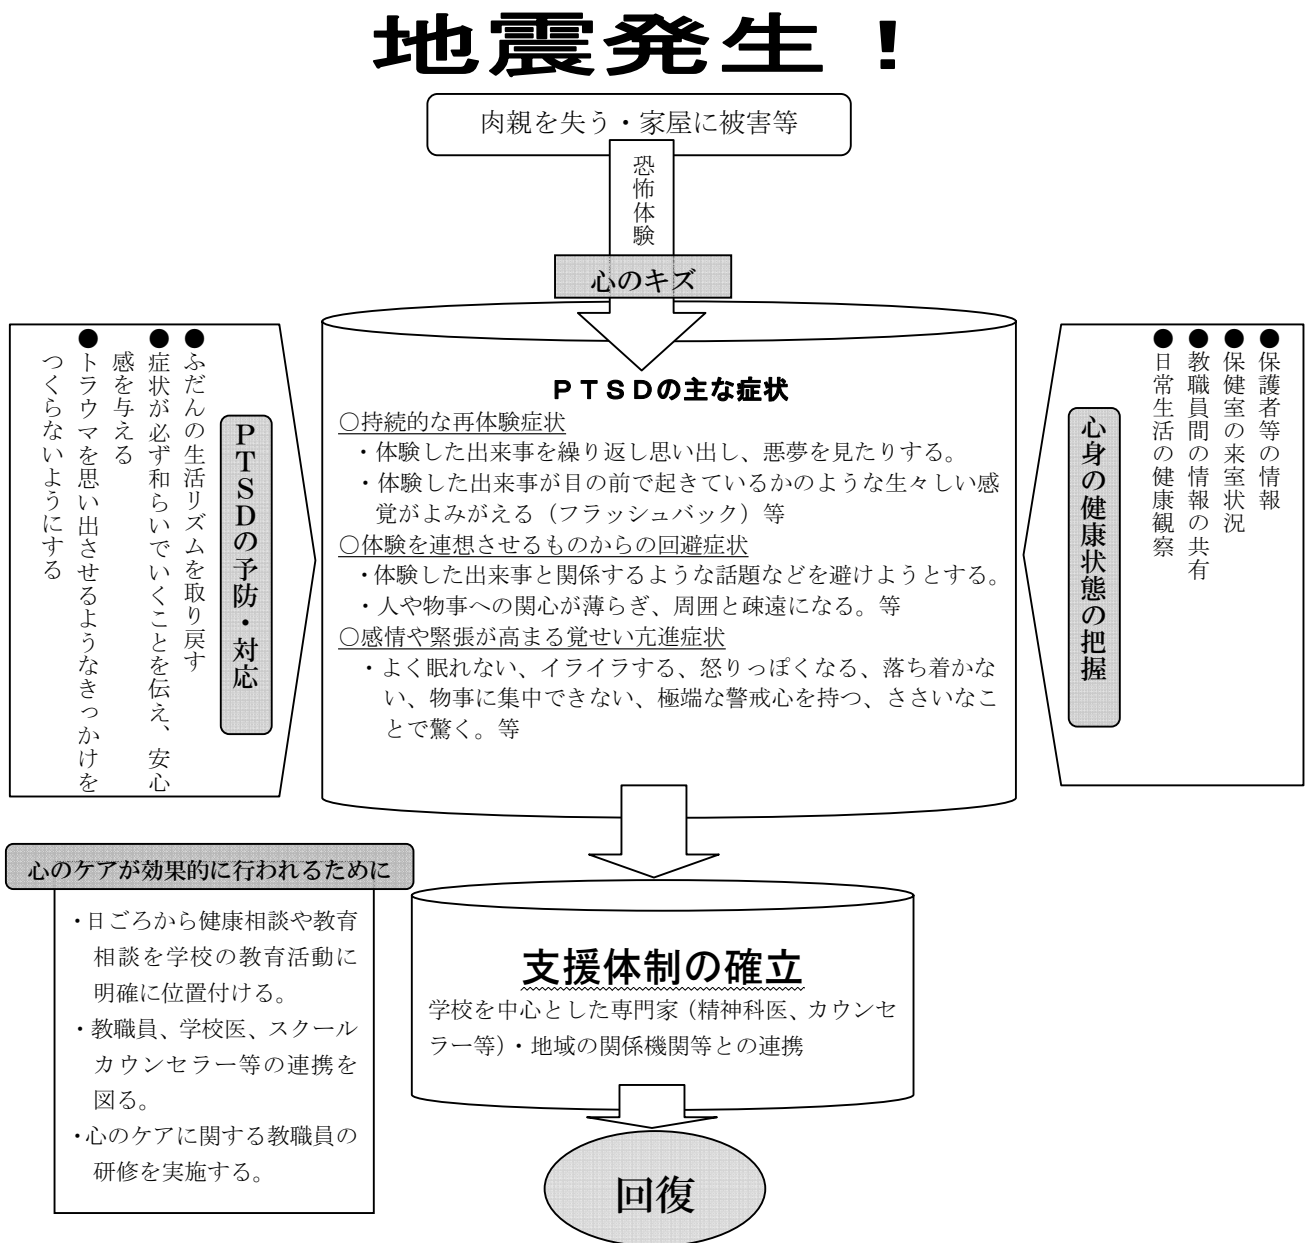 地震発生！
肉親を失う・家屋に被害等
恐怖体験
心のキズ
ＰＴＳＤの主な症状
○持続的な再体験症状
・体験した出来事を繰り返し思い出し、悪夢を見たりする。
・体験した出来事が目の前で起きているかのような生々しい感
覚がよみがえる（フラッシュバック）等
○体験を連想させるものからの回避症状
・体験した出来事と関係するような話題などを避けようとする。
・人や物事への関心が薄らぎ、周囲と疎遠になる。等
○感情や緊張が高まる覚せい亢進症状
・よく眠れない、イライラする、怒りっぽくなる、落ち着かな
い、物事に集中できない、極端な警戒心を持つ、ささいなこ
とで驚く。等
ＰＴＳＤの予防・対応
●ふだんの生活リズムを取り戻す
●症状が必ず和らいでいくことを伝え、安心
感を与える
●トラウマを思い出させるようなきっかけを
つくらないようにする
●保護者等の情報
●保健室の来室状況
●教職員間の情報の共有
●日常生活の健康観察
心身の健康状態の把握
心のケアが効果的に行われるために
・日ごろから健康相談や教育
相談を学校の教育活動に
明確に位置付ける。
・教職員、学校医、スクール
カウンセラー等の連携を
図る。
・心のケアに関する教職員の
研修を実施する。
支援体制の確立
学校を中心とした専門家（精神科医、カウンセ
ラー等）・地域の関係機関等との連携
回復